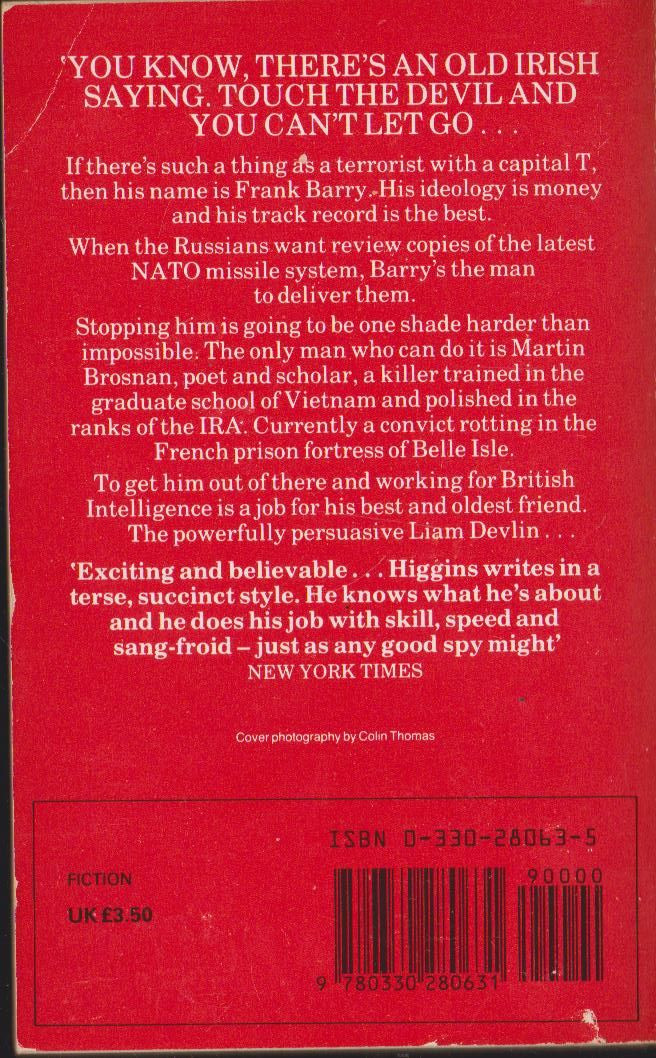 ‘YOU KNOW, THERE’S AN OLD IRISH
SAYING. TOUCH THE DEVIL AND
YOU CAN’T LET GO . . .
If there’s such a thing as a terrorist with a capital T,
then his name is Frank Barry. His ideology is money
and his track record is the best.
When the Russians want review copies of the latest
NATO missile system, Barry’s the man
to deliver them.
Stopping him is going to be one shade harder than
impossible. The only man who can do it is Martin
Brosnan, poet and scholar, a killer trained in the
graduate school of Vietnam and polished in the
ranks of the IRA. Currently a convict rotting in the
French prison fortress of Belle Isle.
To get him out of there and working for British
Intelligence is a job for his best and oldest friend.
The powerfully persuasive Liam Devlin . . .
‘Exciting and believable . . . Higgins writes in a
terse, succinct style. He knows what he’s about
and he does his job with skill, speed and
sang-froid – just as any good spy might’
NEW YORK TIMES
Cover photography by Colin Thomas
ISBN 0-330-28063-5
FICTION
UK £3.50
90000
9 780330 280631